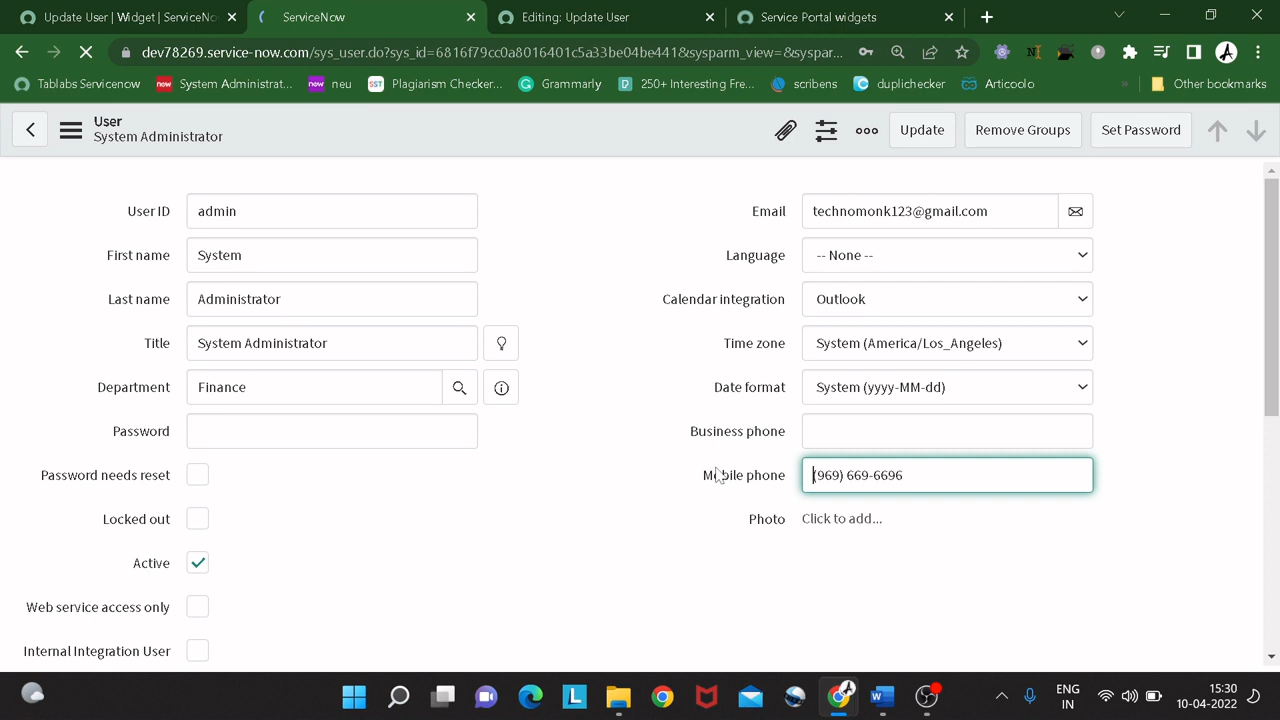 Update User | Widget | ServiceNo
ServiceNow
Editing: Update User
Service Portal widgets
dev78269.service-now.com/sys_user.do?sys_id=6816f79cc0a8016401c5a33be04be441&sysparm_view=&syspar...
Tablabs Servicenow
now
System Administrat...
now
neu
SST
Plagiarism Checker...
Grammarly
250+ Interesting Fre...
scribens
duplichecker
Articoolo
Other bookmarks
User
System Administrator
Update
Remove Groups
Set Password
User ID
admin
First name
System
Last name
Administrator
Title
System Administrator
Department
Finance
Password
Password needs reset
Locked out
Active
Web service access only
Internal Integration User
Email
technomonk123@gmail.com
Language
-- None --
Calendar integration
Outlook
Time zone
System (America/Los_Angeles)
Date format
System (yyyy-MM-dd)
Business phone
Mobile phone
(969) 669-6696
Photo
Click to add...
ENG
IN
15:30
10-04-2022